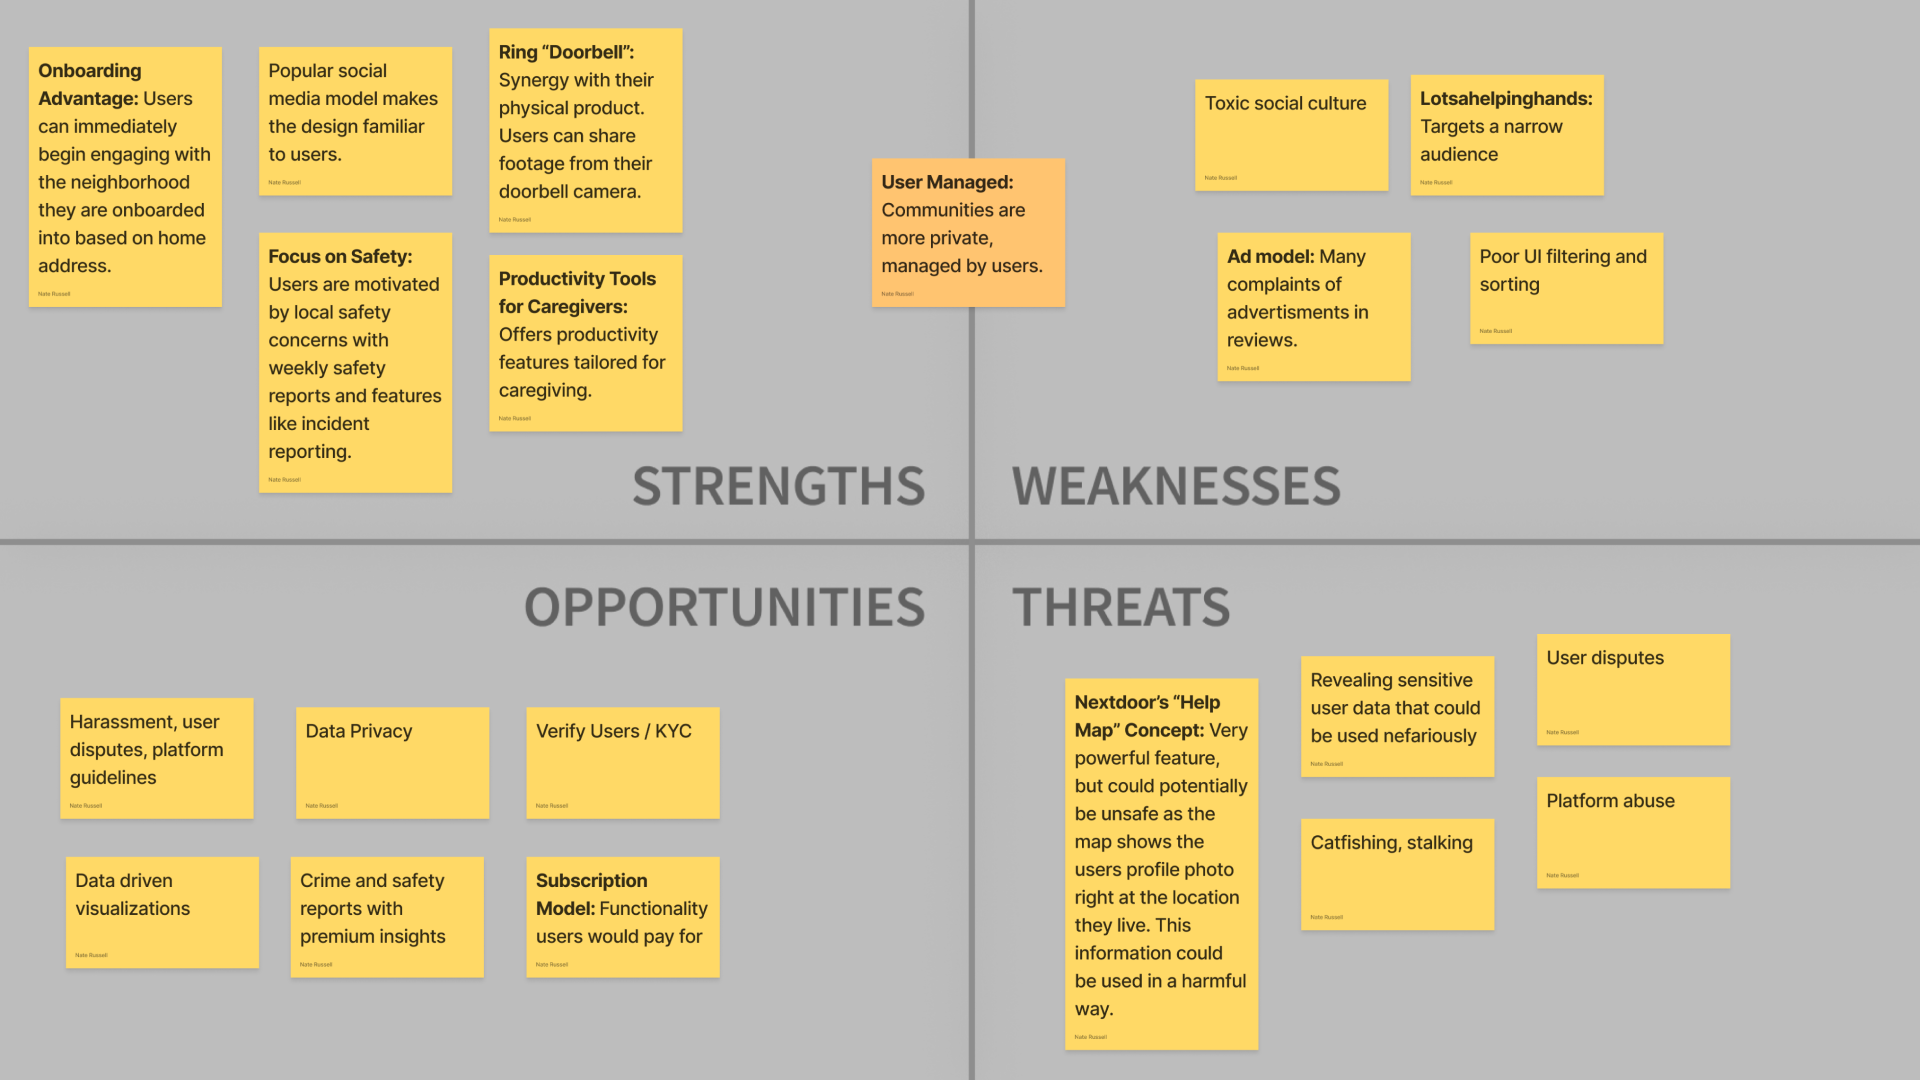 Onboarding
Advantage: Users
can immediately
begin engaging with
the neighborhood
they are onboarded
into based on home
address.
Nate Russell
Popular social
media model makes
the design familiar
to users.
Nate Russell
Ring “Doorbell”:
Synergy with their
physical product.
Users can share
footage from their
doorbell camera.
Nate Russell
Focus on Safety:
Users are motivated
by local safety
concerns with
weekly safety
reports and features
like incident
reporting.
Nate Russell
Productivity Tools
for Caregivers:
Offers productivity
features tailored for
caregiving.
Nate Russell
STRENGTHS
User Managed:
Communities are
more private,
managed by users.
Nate Russell
Toxic social culture
Nate Russell
Lotsahelpinghands:
Targets a narrow
audience
Nate Russell
Ad model: Many
complaints of
advertisments in
reviews.
Nate Russell
Poor UI filtering and
sorting
Nate Russell
WEAKNESSES
OPPORTUNITIES
Harassment, user
disputes, platform
guidelines
Nate Russell
Data Privacy
Nate Russell
Verify Users / KYC
Nate Russell
Data driven
visualizations
Nate Russell
Crime and safety
reports with
premium insights
Nate Russell
Subscription
Model: Functionality
users would pay for
Nate Russell
THREATS
Nextdoor’s “Help
Map” Concept: Very
powerful feature,
but could potentially
be unsafe as the
map shows the
users profile photo
right at the location
they live. This
information could
be used in a harmful
way.
Nate Russell
Revealing sensitive
user data that could
be used nefariously
Nate Russell
User disputes
Nate Russell
Catfishing, stalking
Nate Russell
Platform abuse
Nate Russell